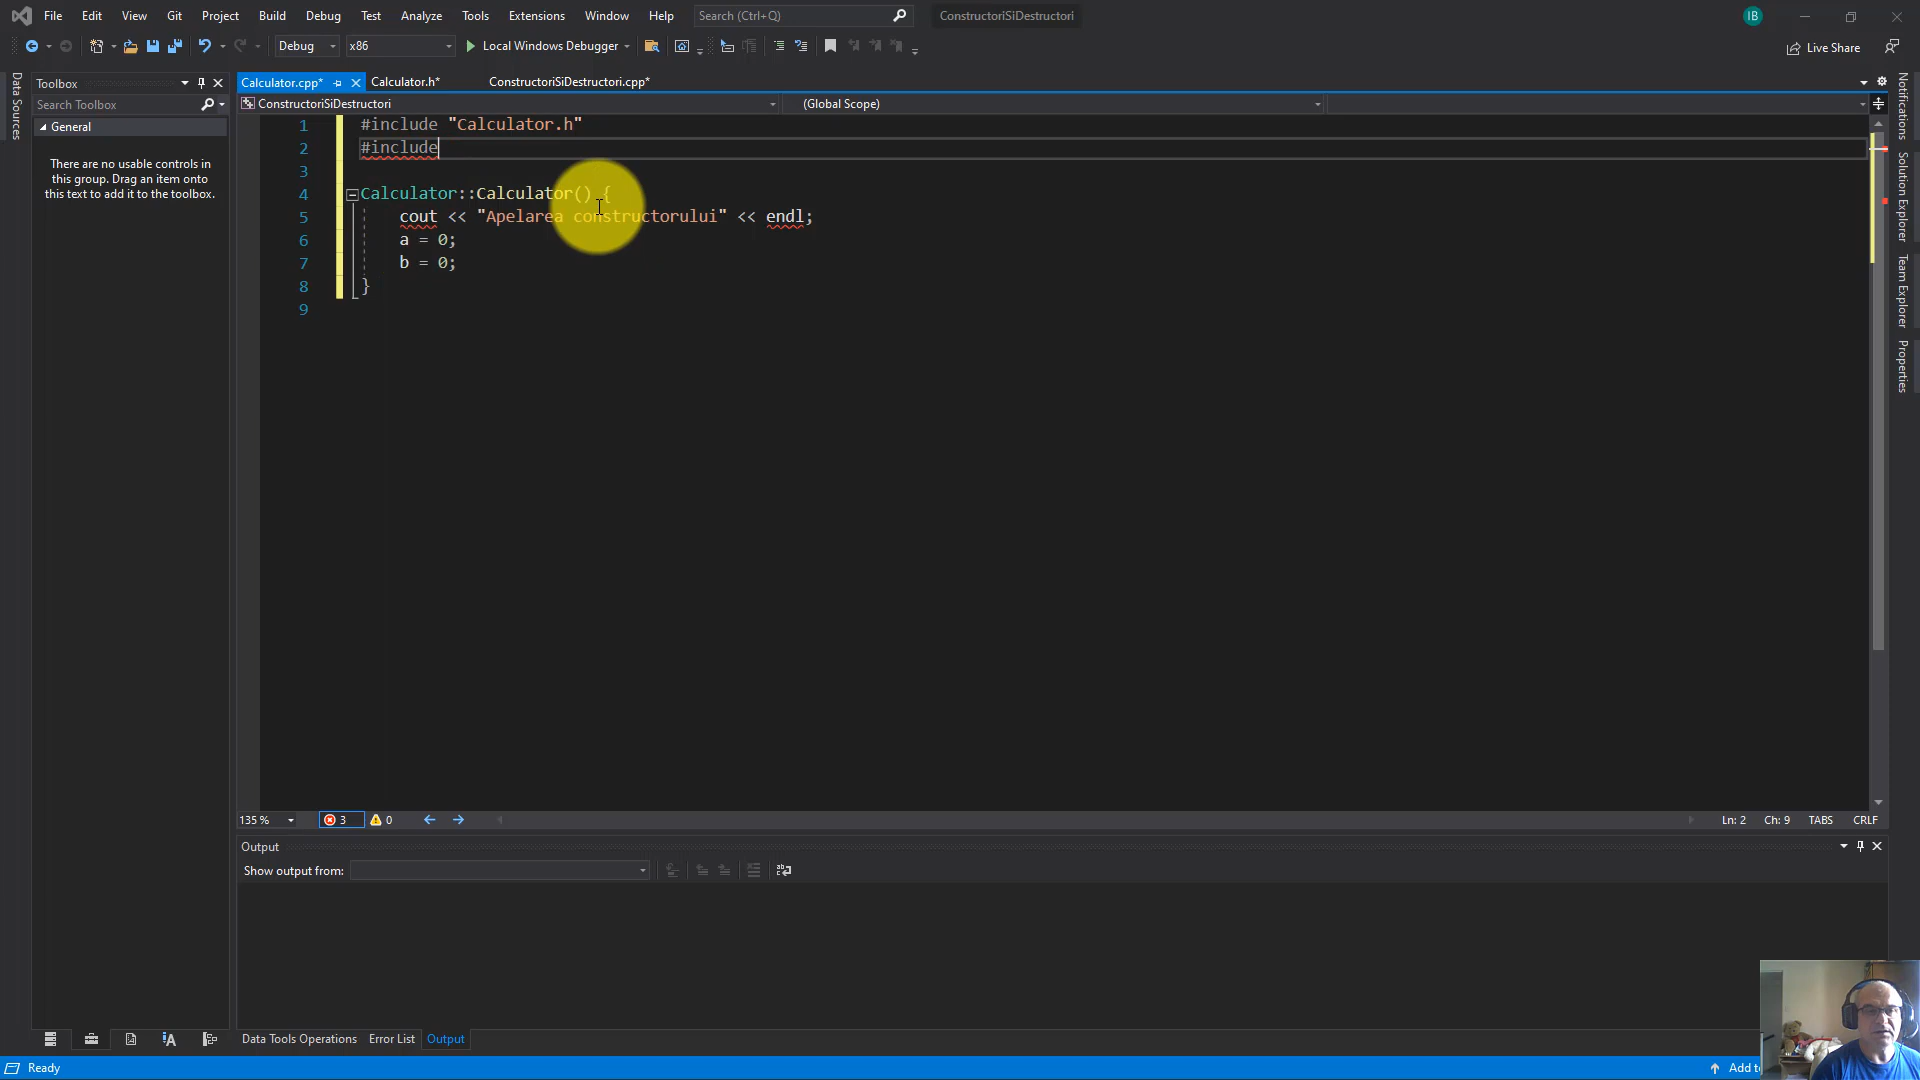 File Edit View Git Project Build Debug Test Analyze Tools Extensions Window Help Search (Ctrl+Q) ConstructoriSiDestructori IB
Debug x86 Local Windows Debugger Live Share
Data Sources
Toolbox
Search Toolbox
General
There are no usable controls in
this group. Drag an item onto
this text to add it to the toolbox.
Calculator.cpp* Calculator.h* ConstructoriSiDestructori.cpp*
ConstructoriSiDestructori (Global Scope)
1 #include "Calculator.h"
2 #include
3
4 Calculator::Calculator() {
5 cout << "Apelarea constructorului" << endl;
6 a = 0;
7 b = 0;
8 }
9
Notifications
Solution Explorer
Team Explorer
Properties
135 % 3 0 Ln: 2 Ch: 9 TABS CRLF
Output
Show output from:
Data Tools Operations Error List Output
Ready